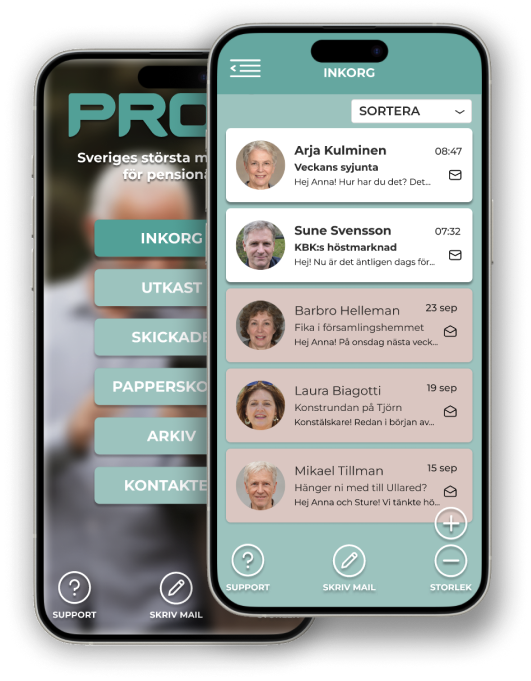 PRO
Sveriges största m
för pensionä
INKORG
UTKAST
SKICKADE
PAPPERSKO
ARKIV
KONTAKTE
SUPPORT
SKRIV MAIL
INKORG
SORTERA
Arja Kulminen 08:47
Veckans syjunta
Hej Anna! Hur har du det? Det...
Sune Svensson 07:32
KBK:s höstmarknad
Hej! Nu är det äntligen dags för...
Barbro Helleman 23 sep
Fika i församlingshemmet
Hej Anna! På onsdag nästa veck...
Laura Biagotti 19 sep
Konstrundan på Tjörn
Konstälskare! Redan i början av...
Mikael Tillman 15 sep
Hänger ni med till Ullared?
Hej Anna och Sture! Vi tänkte hö...
SUPPORT
SKRIV MAIL
STORLEK